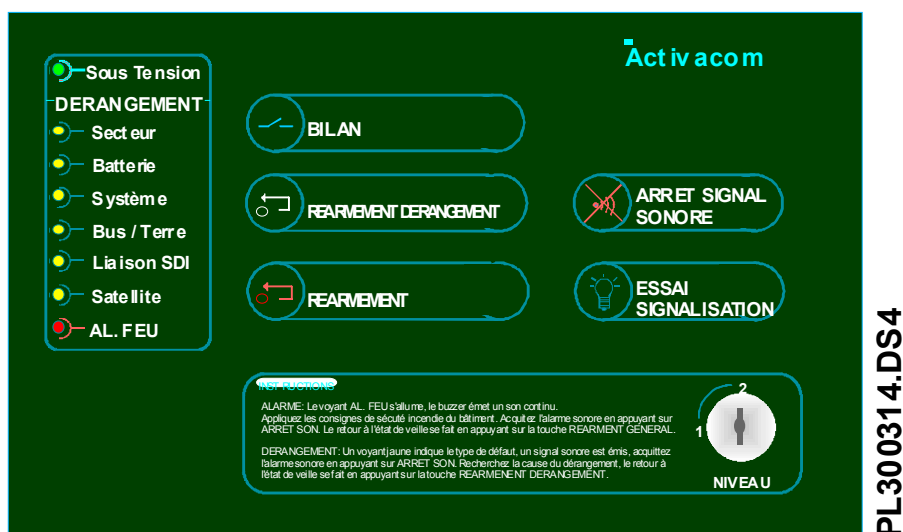 Activacom
Sous Tension
DERANGEMENT
Secteur
Batterie
Système
Bus / Terre
Liaison SDI
Satellite
AL. FEU
BILAN
REARMEMENT DERANGEMENT
REARMEMENT
ARRET SIGNAL
SONORE
ESSAI
SIGNALISATION
INSTRUCTIONS
ALARME: Le voyant AL. FEU s'allume, le buzzer émet un son continu.
Appliquez les consignes de sécuté incendie du bâtiment. Acquitez l'alarme sonore en appuyant sur
ARRET SON. Le retour à l'état de veille se fait en appuyant sur la touche REARMENT GENERAL.
DERANGEMENT: Un voyant jaune indique le type de défaut, un signal sonore est émis, acquittez
l'alarme sonore en appuyant sur ARRET SON. Recherchez la cause du dérangement, le retour à
l'état de veille se fait en appuyant sur la touche REARMENENT DERANGEMENT.
1
2
NIVEAU
PL300314.DS4